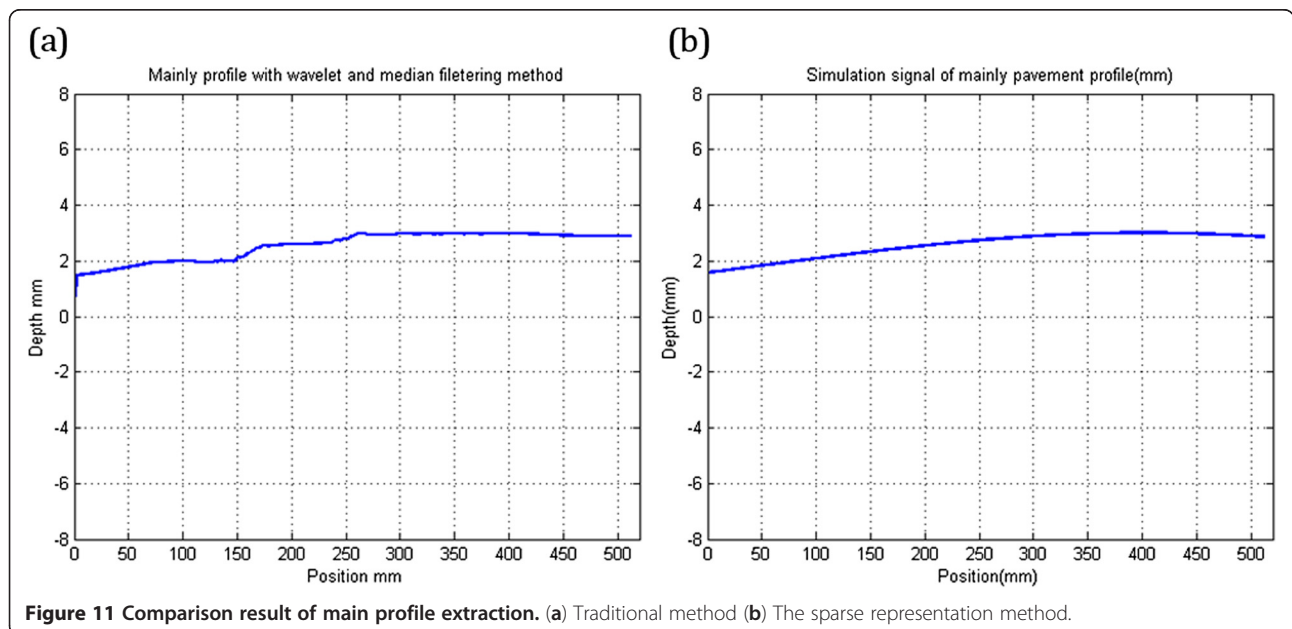 (a)
Mainly profile with wavelet and median filetering method
8
6
4
2
0
-2
-4
-6
-8
Depth mm
0 50 100 150 200 250 300 350 400 450 500
Position mm
(b)
Simulation signal of mainly pavement profile(mm)
8
6
4
2
0
-2
-4
-6
-8
Depth(mm)
0 50 100 150 200 250 300 350 400 450 500
Position(mm)
Figure 11 Comparison result of main profile extraction. (a) Traditional method (b) The sparse representation method.